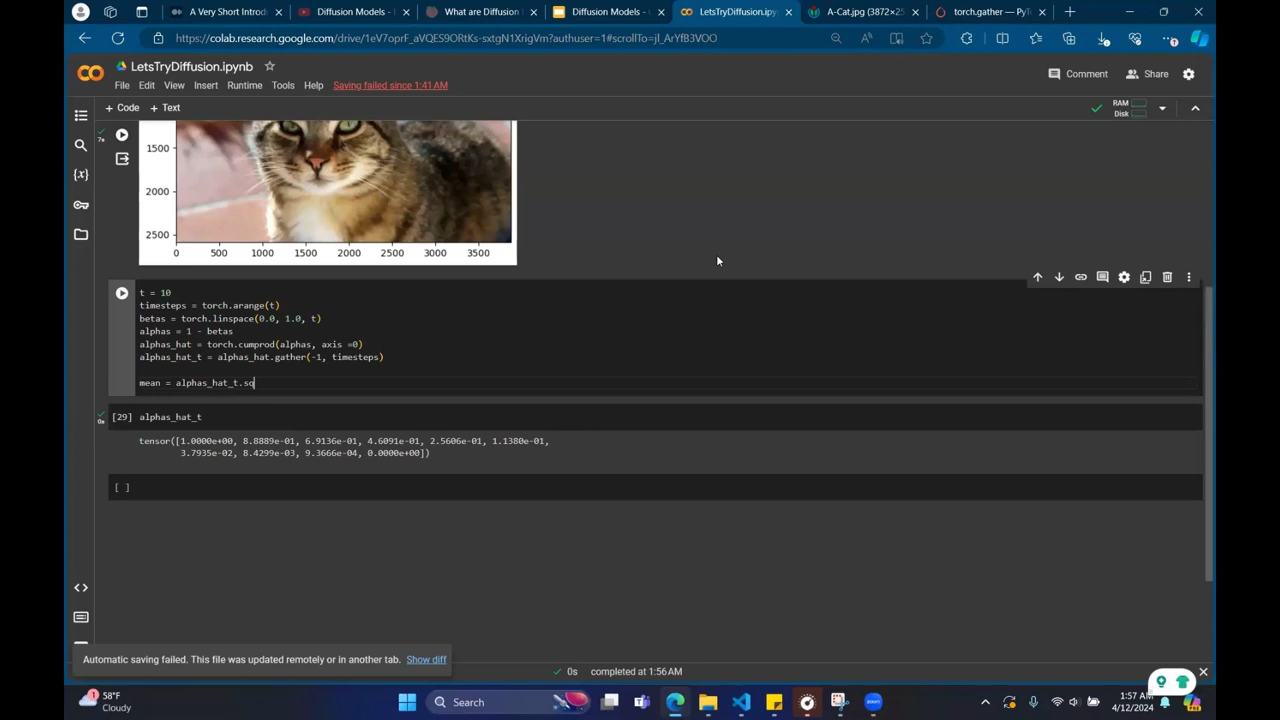 A Very Short Introd
Diffusion Models -
What are Diffusion
Diffusion Models -
LetsTryDiffusion.ipyn
A-Cat.jpg (3872×25
torch.gather — PyT
https://colab.research.google.com/drive/1eV7oprF_aVQES9ORtKs-sxtgN1XrigVm?authuser=1#scrollTo=jl_ArYfB3VOO
LetsTryDiffusion.ipynb
Comment
Share
File Edit View Insert Runtime Tools Help Saving failed since 1:41 AM
+ Code + Text
RAM
Disk
7s
1500
2000
2500
0 500 1000 1500 2000 2500 3000 3500
t = 10
timesteps = torch.arange(t)
betas = torch.linspace(0.0, 1.0, t)
alphas = 1 - betas
alphas_hat = torch.cumprod(alphas, axis =0)
alphas_hat_t = alphas_hat.gather(-1, timesteps)
mean = alphas_hat_t.sq
0s
[29] alphas_hat_t
tensor([1.0000e+00, 8.8889e-01, 6.9136e-01, 4.6091e-01, 2.5606e-01, 1.1380e-01,
3.7935e-02, 8.4299e-03, 9.3666e-04, 0.0000e+00])
[ ]
Automatic saving failed. This file was updated remotely or in another tab. Show diff
0s completed at 1:56AM
1
58°F
Cloudy
Search
1:57 AM
4/12/2024